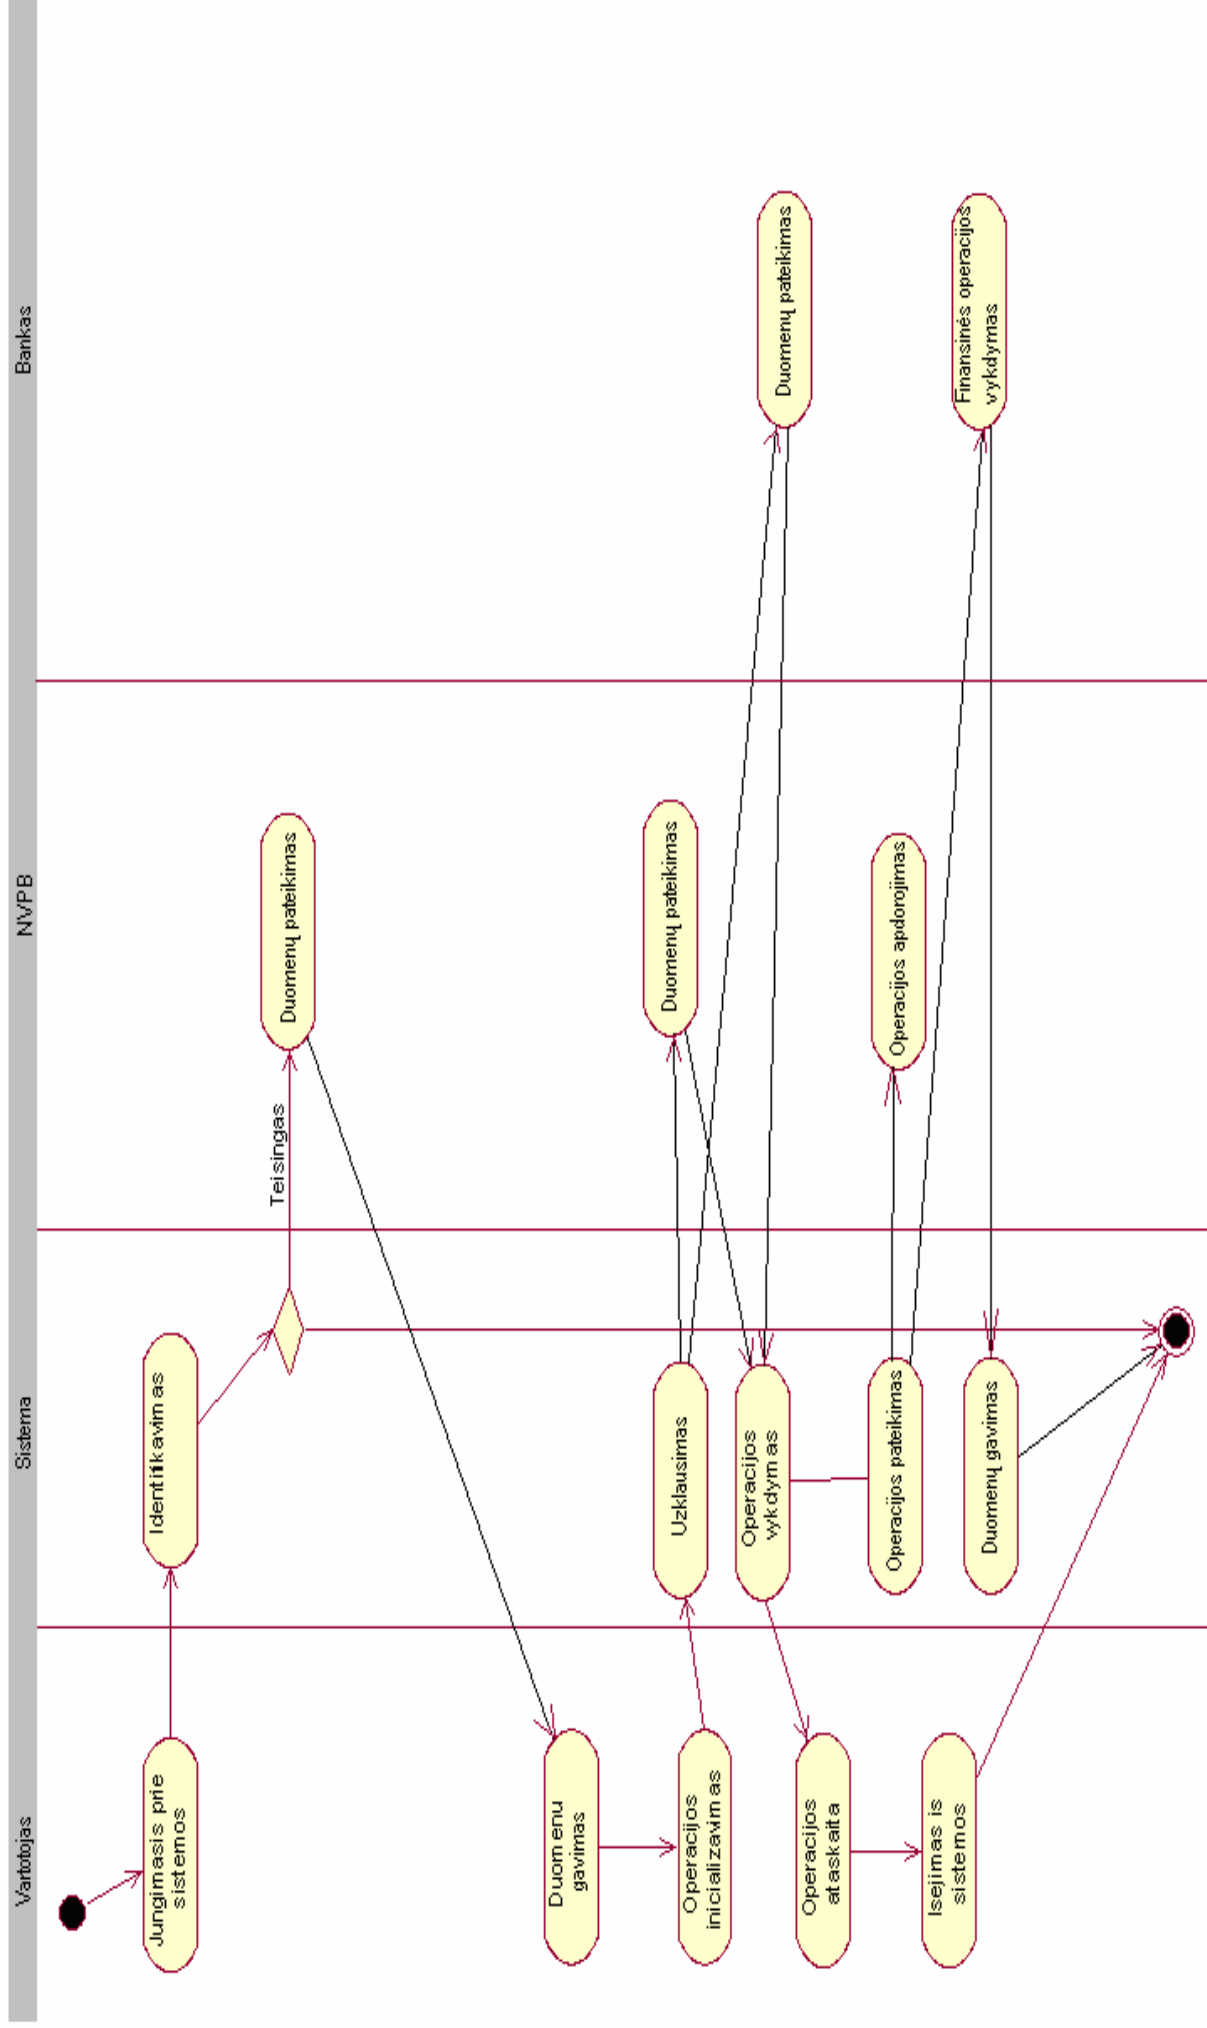 Vartotojas
Sistema
NVPB
Bankas
Jungimasis prie
sistemos
Identifikavimas
Teisingas
Duomenų pateikimas
Duomenu
gavimas
Operacijos
inicializavimas
Uzklausimas
Duomenų pateikimas
Duomenų pateikimas
Operacijos
vykdymas
Operacijos
ataskaita
Operacijos pateikimas
Operacijos apdorojimas
Finansinės operacijos
vykdymas
Isejimas is
sistemos
Duomenų gavimas